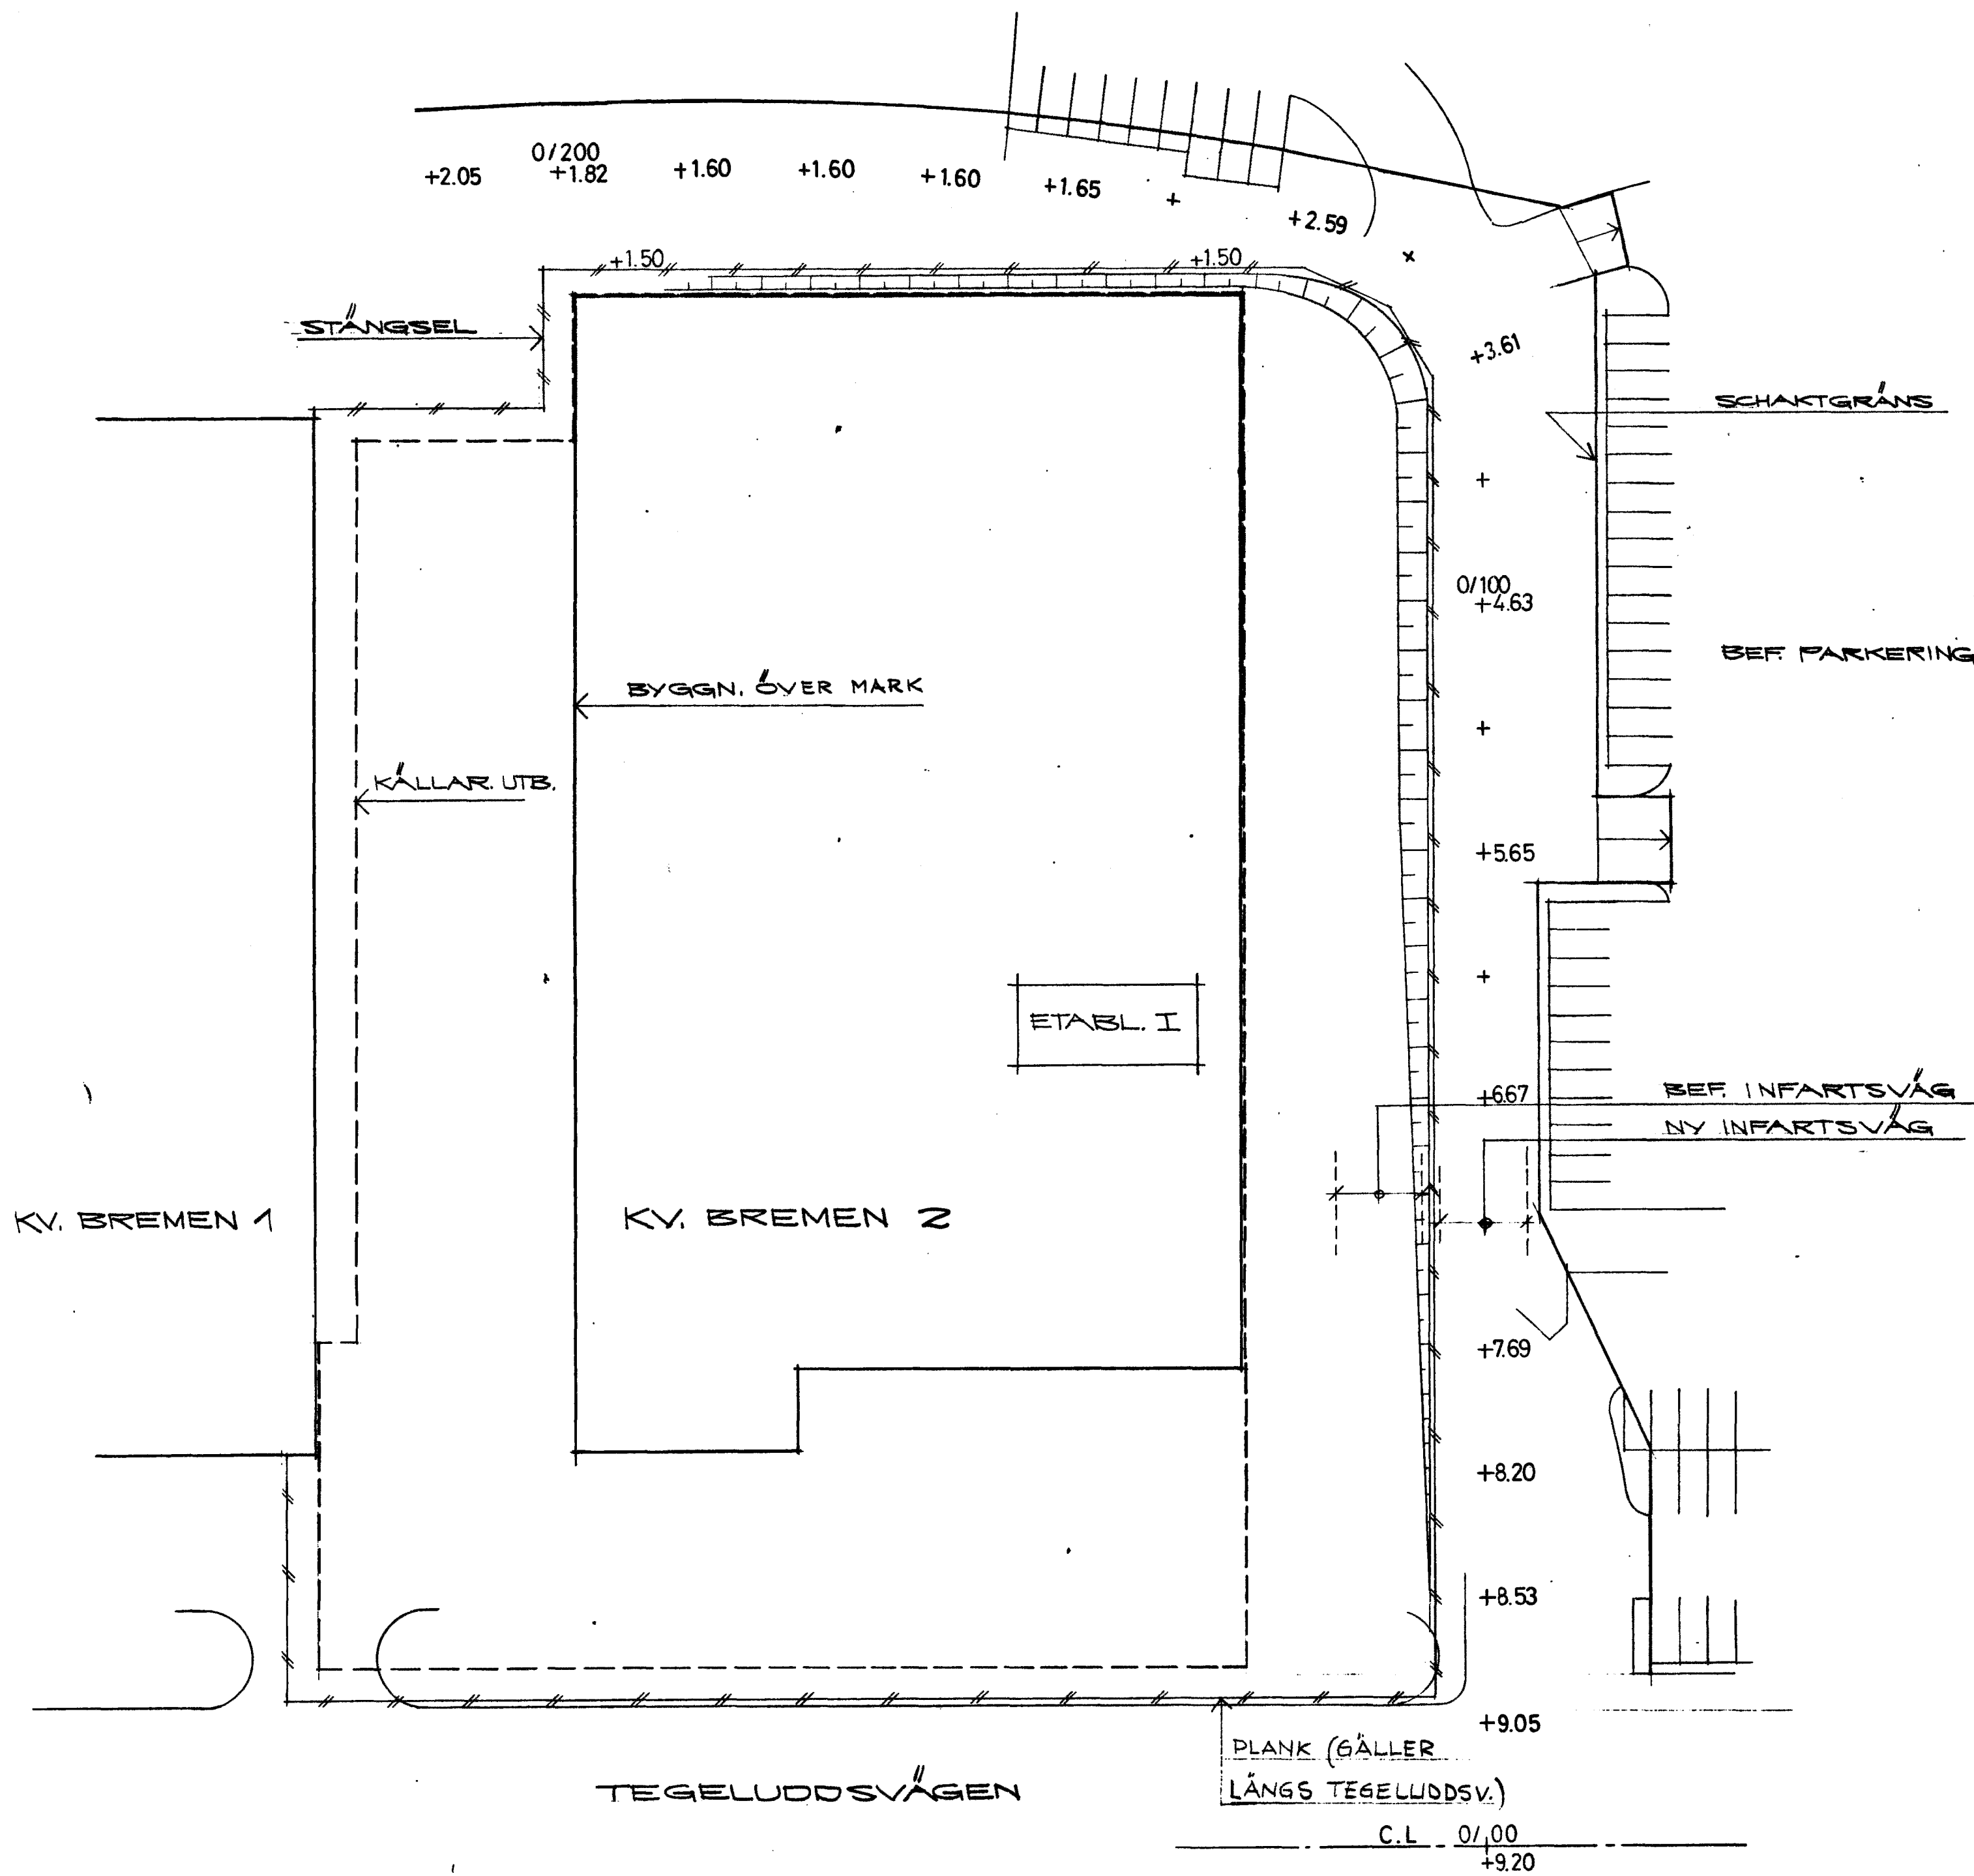 0/200
+2.05 +1.82 +1.60 +1.60 +1.60 +1.65 +
+2.59
+1.50 +1.50
STÄNGSEL
+3.61
SCHAKTGRÄNS
0/100
+4.63
BEF. PARKERING
BYGGN. ÖVER MARK
KÄLLAR. UTB.
+5.65
ETABL. I
+6.67
BEF. INFARTSVÄG
NY INFARTSVÄG
KV. BREMEN 1
KV. BREMEN 2
+7.69
+8.20
+8.53
+9.05
PLANK (GÄLLER
LÄNGS TEGELUDDSV.)
TEGELUDDSVÄGEN
C.L 0/00
+9.20